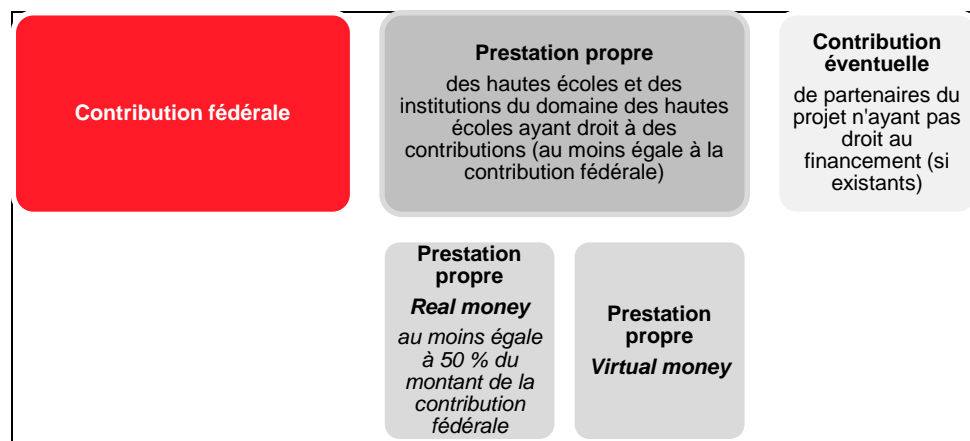 Contribution fédérale
Prestation propre
des hautes écoles et des
institutions du domaine des hautes
écoles ayant droit à des
contributions (au moins égale à la
contribution fédérale)
Contribution
éventuelle
de partenaires du
projet n'ayant pas
droit au
financement (si
existants)
Prestation
propre
Real money
au moins égale
à 50 % du
montant de la
contribution
fédérale
Prestation
propre
Virtual money